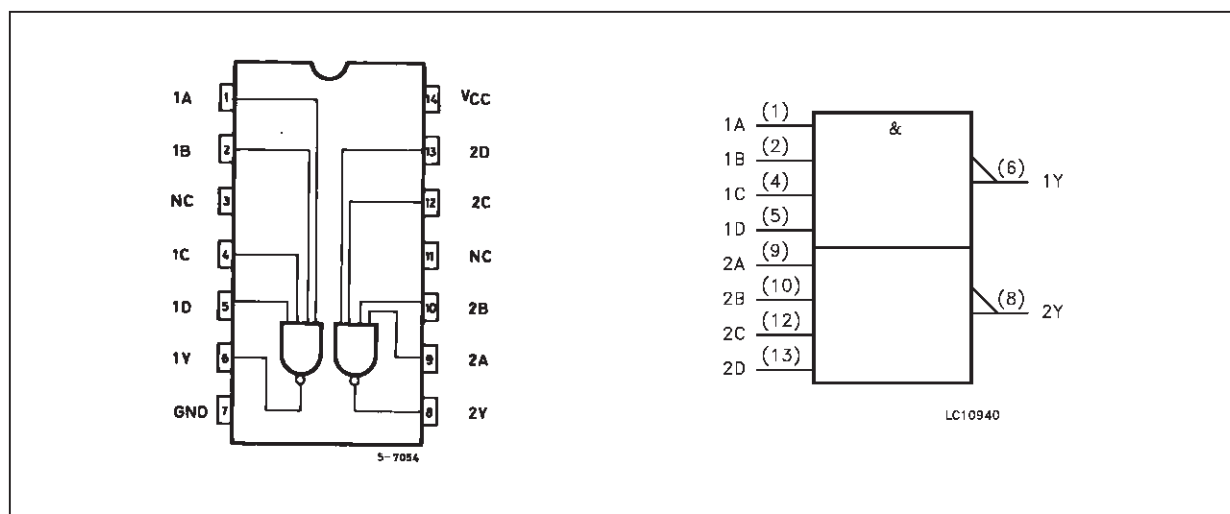 1A 1 14 VCC
1B 2 13 2D
NC 3 12 2C
1C 4 11 NC
1D 5 10 2B
1Y 6 9 2A
GND 7 8 2Y
5-7054
&
1A (1)
1B (2)
1C (4)
1D (5)
(6) 1Y
2A (9)
2B (10)
2C (12)
2D (13)
(8) 2Y
LC10940